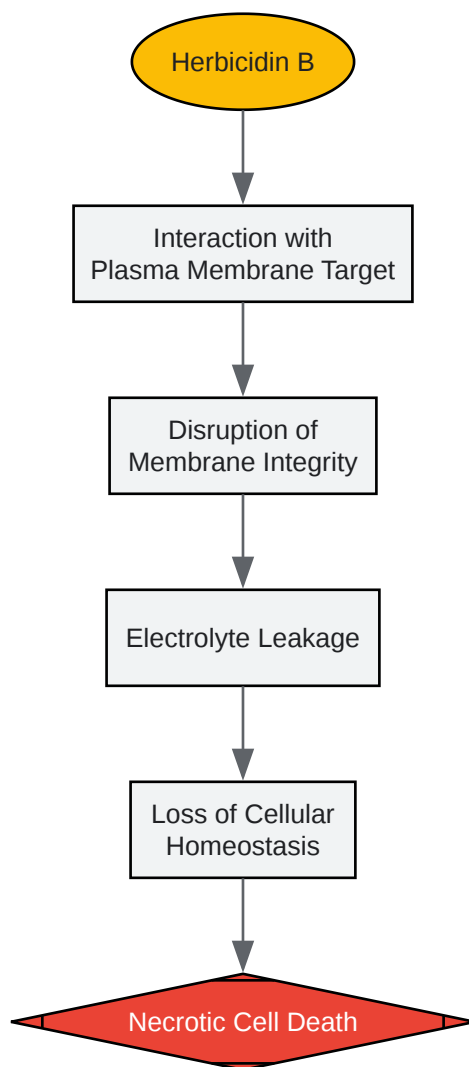 Herbicidin B
Interaction with
Plasma Membrane Target
Disruption of
Membrane Integrity
Electrolyte Leakage
Loss of Cellular
Homeostasis
Necrotic Cell Death